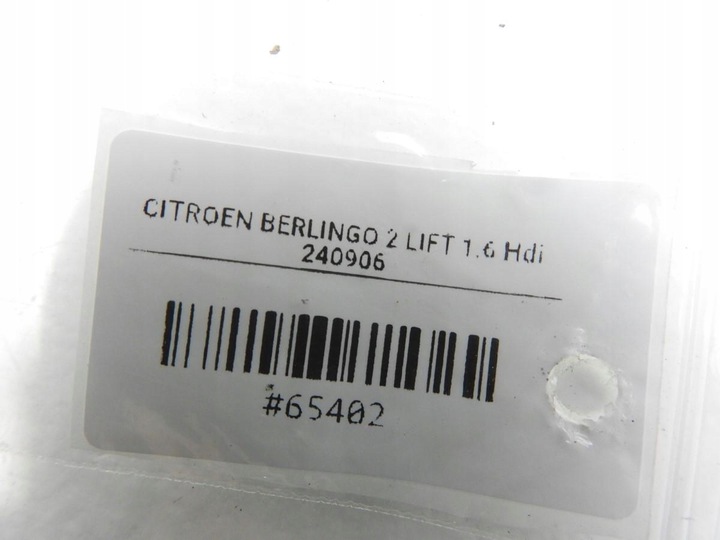 CITROEN BERLINGO 2 LIFT 1.6 Hdi
240906
#65402